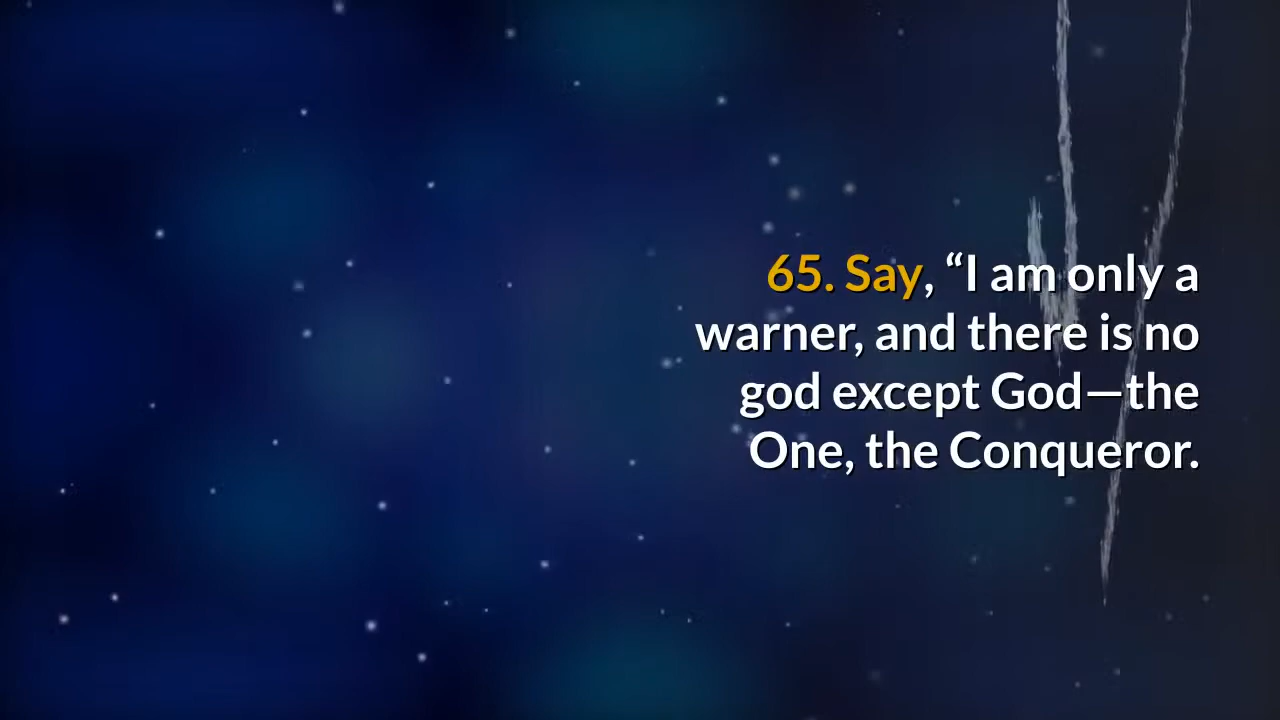 65. Say, “I am only a
warner, and there is no
god except God—the
One, the Conqueror.